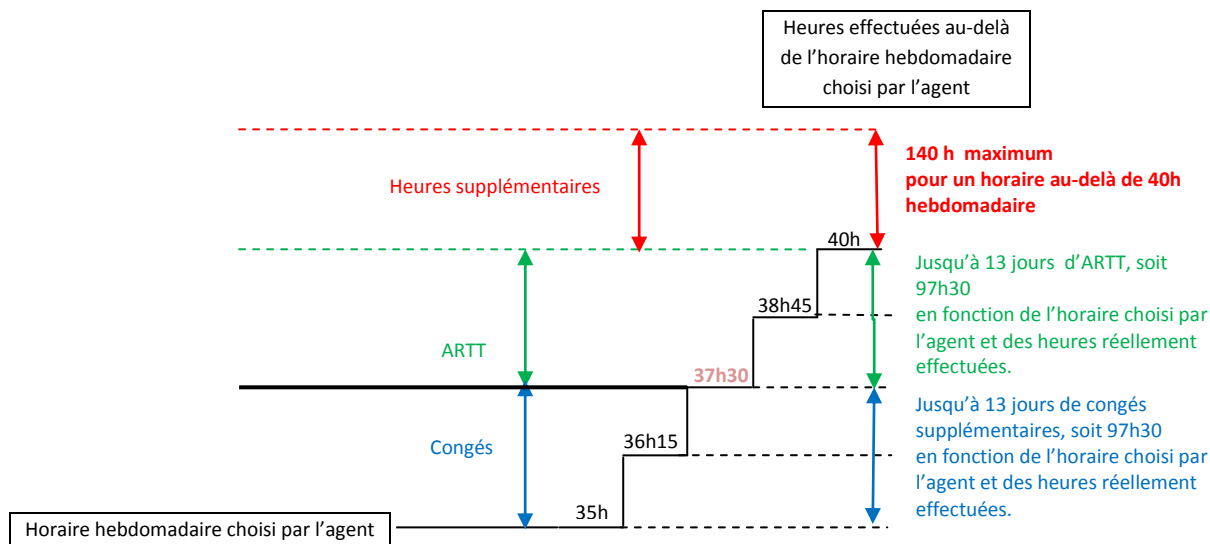 Heures effectuées au-delà
de l'horaire hebdomadaire
choisi par l'agent
Heures supplémentaires
140 h maximum
pour un horaire au-delà de 40h
hebdomadaire
40h
Jusqu'à 13 jours d'ARTT, soit
97h30
en fonction de l'horaire choisi par
l'agent et des heures réellement
effectuées.
38h45
ARTT
37h30
Jusqu'à 13 jours de congés
supplémentaires, soit 97h30
en fonction de l'horaire choisi par
l'agent et des heures réellement
effectuées.
Congés
36h15
35h
Horaire hebdomadaire choisi par l'agent